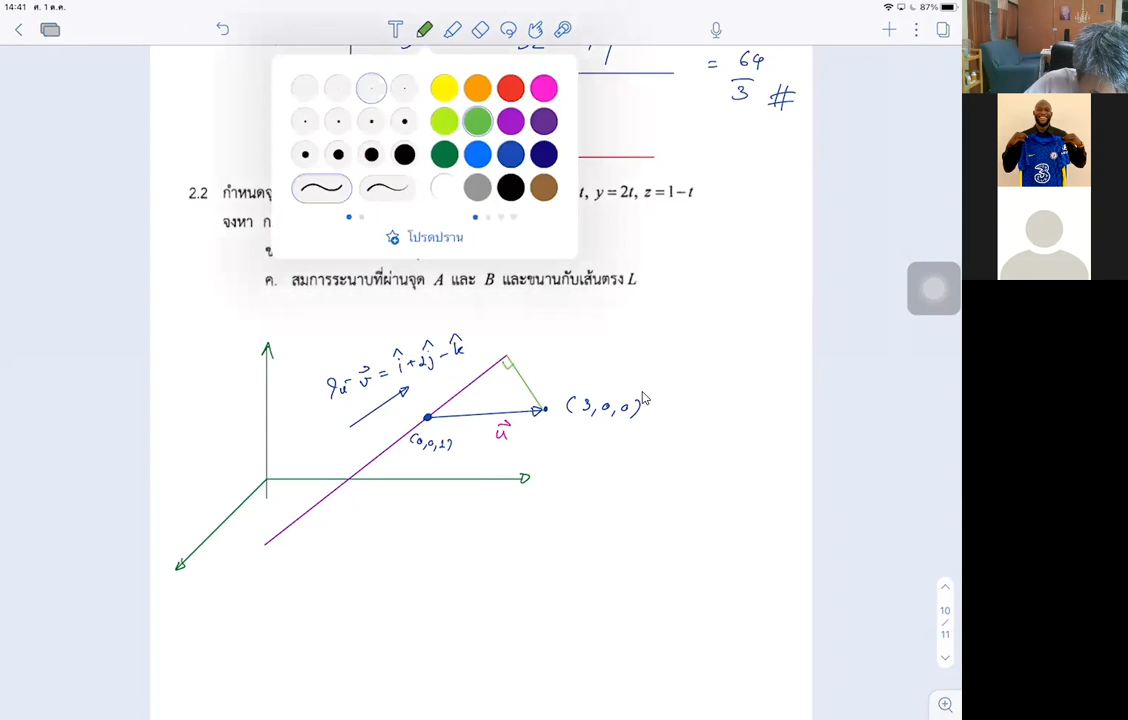 14:41 ศ. 1 ต.ค. 87%
T
= 64
3 #
2.2 กำหนดจุ t, y = 2t, z = 1 − t
จงหา ก
โปรดปราน
ค. สมการระนาบที่ผ่านจุด A และ B และขนานกับเส้นตรง L
v⃗ = î + 2ĵ − k̂
(3, 0, 0)
(0,0,1)
u⃗
3
10
/
11